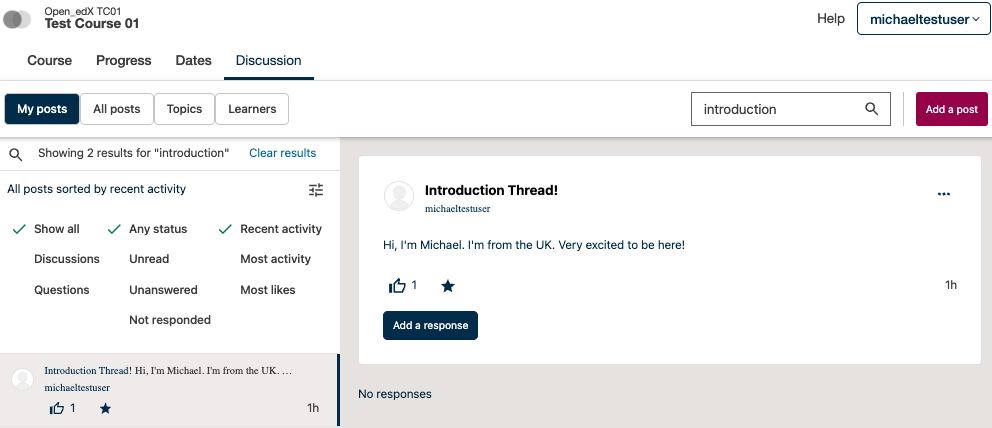 Open_edX TC01
Test Course 01
Help
michaeltestuser
Course Progress Dates Discussion
My posts All posts Topics Learners
introduction
Add a post
Showing 2 results for "introduction" Clear results
All posts sorted by recent activity
Show all Any status Recent activity
Discussions Unread Most activity
Questions Unanswered Most likes
Not responded
Introduction Thread! Hi, I'm Michael. I'm from the UK. …
michaeltestuser
1 1h
Introduction Thread!
michaeltestuser
Hi, I'm Michael. I'm from the UK. Very excited to be here!
1 1h
Add a response
No responses